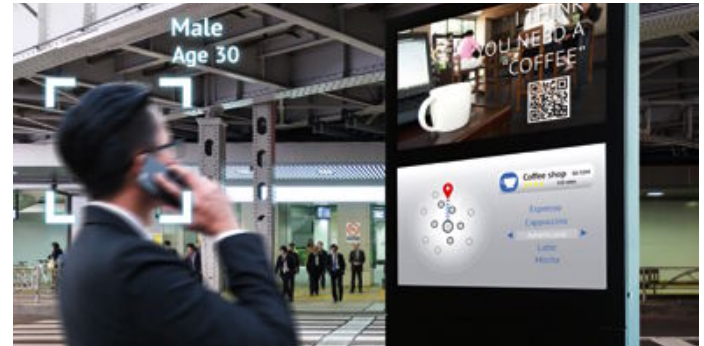 Male
Age 30
I THINK
YOU NEED A
"COFFEE"
Coffee shop
Espresso
Cappuccino
Americano
Latte
Mocha